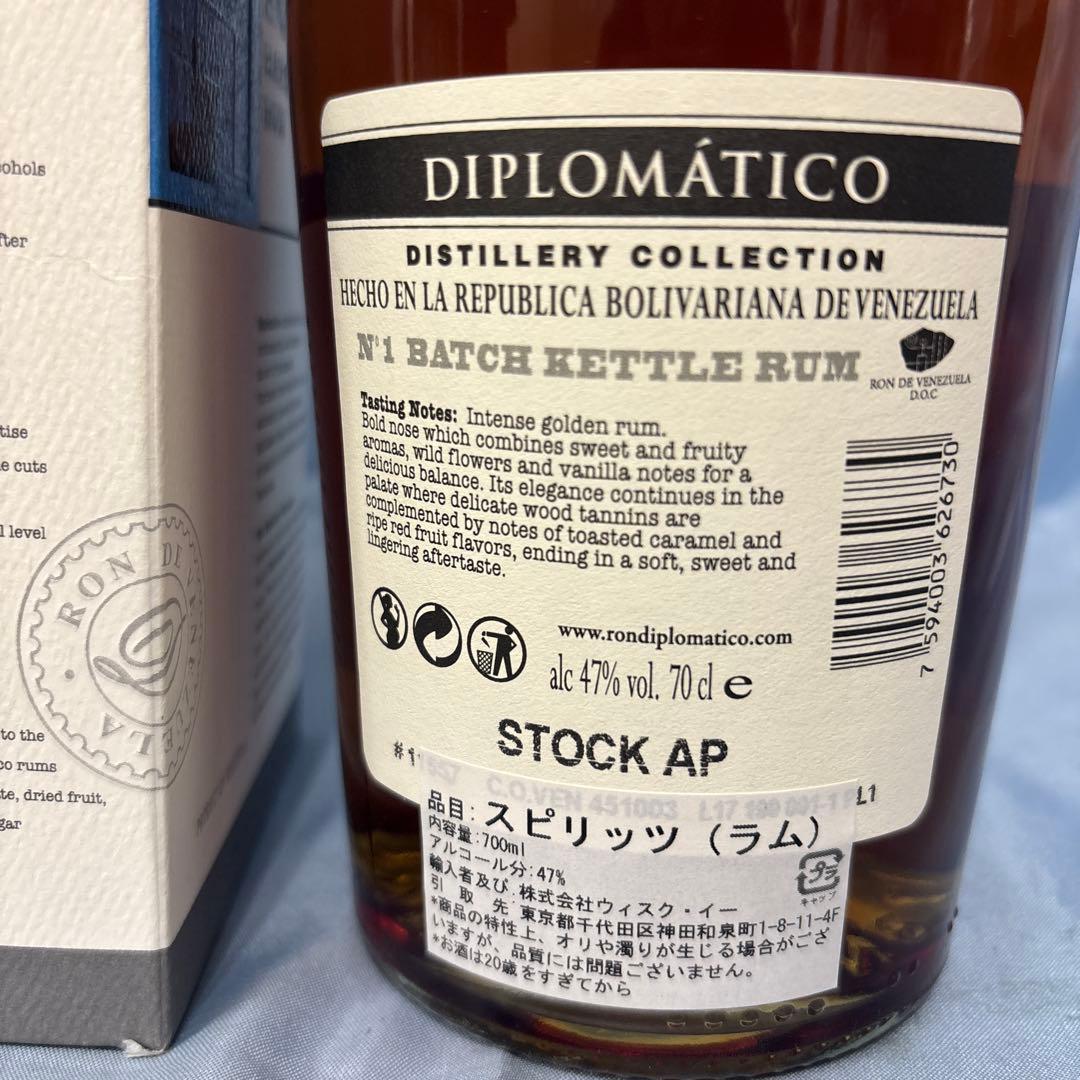 cohols
fter
tise
e cuts
l level
RON DE VENEZUELA
to the
co rums
te, dried fruit,
gar
DIPLOMÁTICO
DISTILLERY COLLECTION
HECHO EN LA REPUBLICA BOLIVARIANA DE VENEZUELA
N°1 BATCH KETTLE RUM
RON DE VENEZUELA
D.O.C
Tasting Notes: Intense golden rum.
Bold nose which combines sweet and fruity
aromas, wild flowers and vanilla notes for a
delicious balance. Its elegance continues in the
palate where delicate wood tannins are
complemented by notes of toasted caramel and
ripe red fruit flavors, ending in a soft, sweet and
lingering aftertaste.
7 594003 626730
www.rondiplomatico.com
alc 47% vol. 70 cl e
STOCK AP
C.O.VEN 451003
L1
品目:スピリッツ（ラム）
内容量:700ml
アルコール分:47%
輸入者及び:株式会社ウィスク・イー
引 取 先 東京都千代田区神田和泉町1-8-11-4F
*商品の特性上、オリや濁りが生じる場合がござ
いますが、品質には問題ございません。
*お酒は20歳をすぎてから
プラ
キャップ